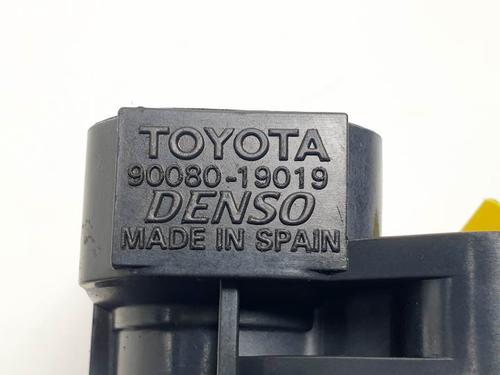 TOYOTA
90080-19019
DENSO
MADE IN SPAIN